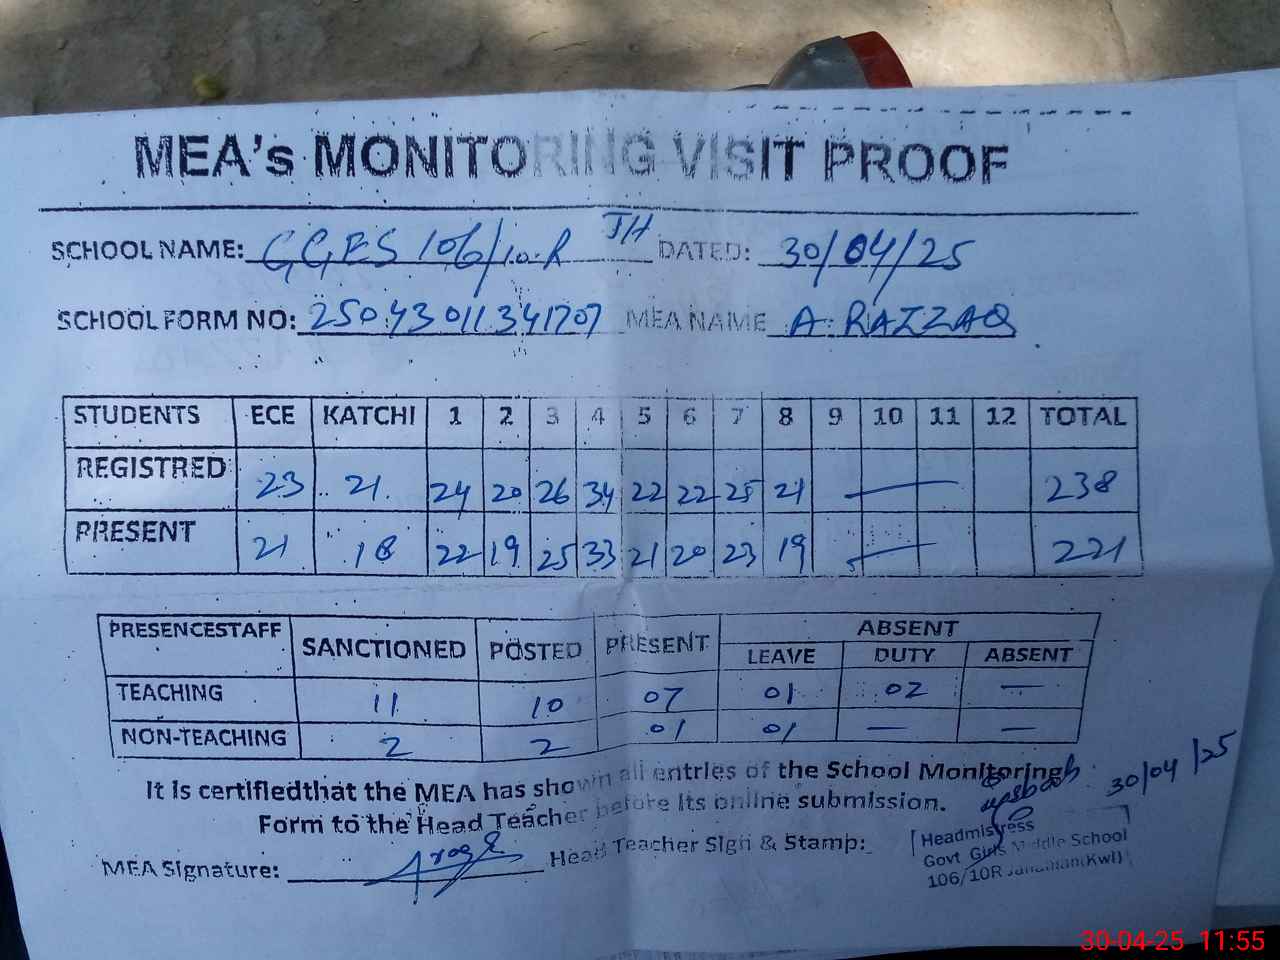 MEA's MONITORING VISIT PROOF
SCHOOL NAME: GGES 106/10-R J/H DATED: 30/04/25
SCHOOL FORM NO: 25043011341707 MEA NAME A. RAZZAQ
STUDENTS ECE KATCHI 1 2 3 4 5 6 7 8 9 10 11 12 TOTAL
REGISTRED 23 21 24 20 26 34 22 22 25 21 — 238
PRESENT 21 18 22 19 25 33 21 20 23 19 — 221
PRESENCESTAFF SANCTIONED POSTED PRESENT ABSENT
LEAVE DUTY ABSENT
TEACHING 11 10 07 01 02 —
NON-TEACHING 2 2 01 01 — —
It is certifiedthat the MEA has shown all entries of the School Monitoring
Form to the Head Teacher before its online submission.
30/04/25
MEA Signature: Head Teacher Sign & Stamp:
Headmistress
Govt Girls Middle School
106/10R Jahanian(Kwl)
30-04-25 11:55